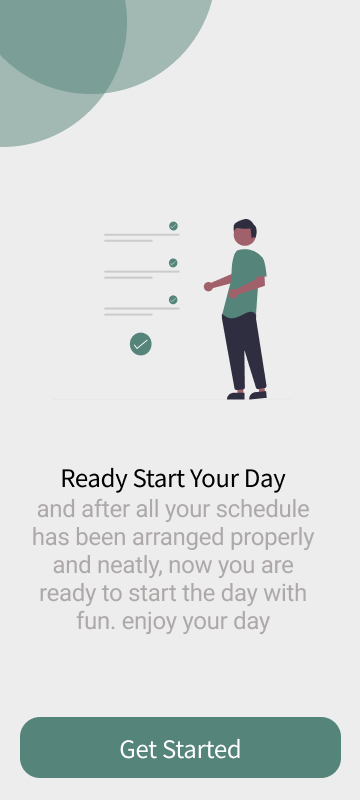 Ready Start Your Day
and after all your schedule
has been arranged properly
and neatly, now you are
ready to start the day with
fun. enjoy your day
Get Started